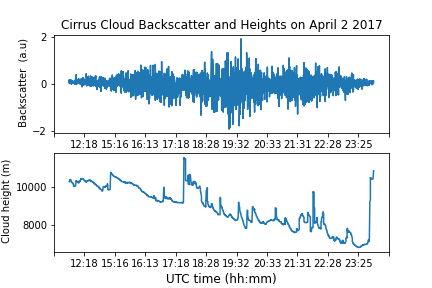 Cirrus Cloud Backscatter and Heights on April 2 2017
Backscatter (a.u)
2
0
−2
12:18 15:16 16:13 17:18 18:28 19:32 20:33 21:31 22:28 23:25
Cloud height (m)
10000
8000
12:18 15:16 16:13 17:18 18:28 19:32 20:33 21:31 22:28 23:25
UTC time (hh:mm)